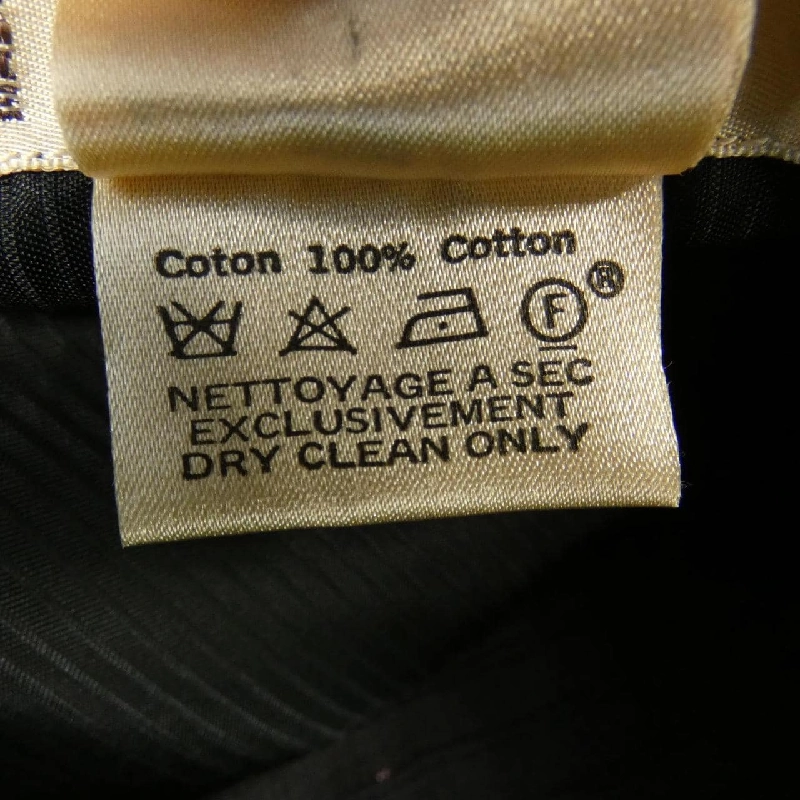 Coton 100% Cotton
F ®
NETTOYAGE A SEC
EXCLUSIVEMENT
DRY CLEAN ONLY